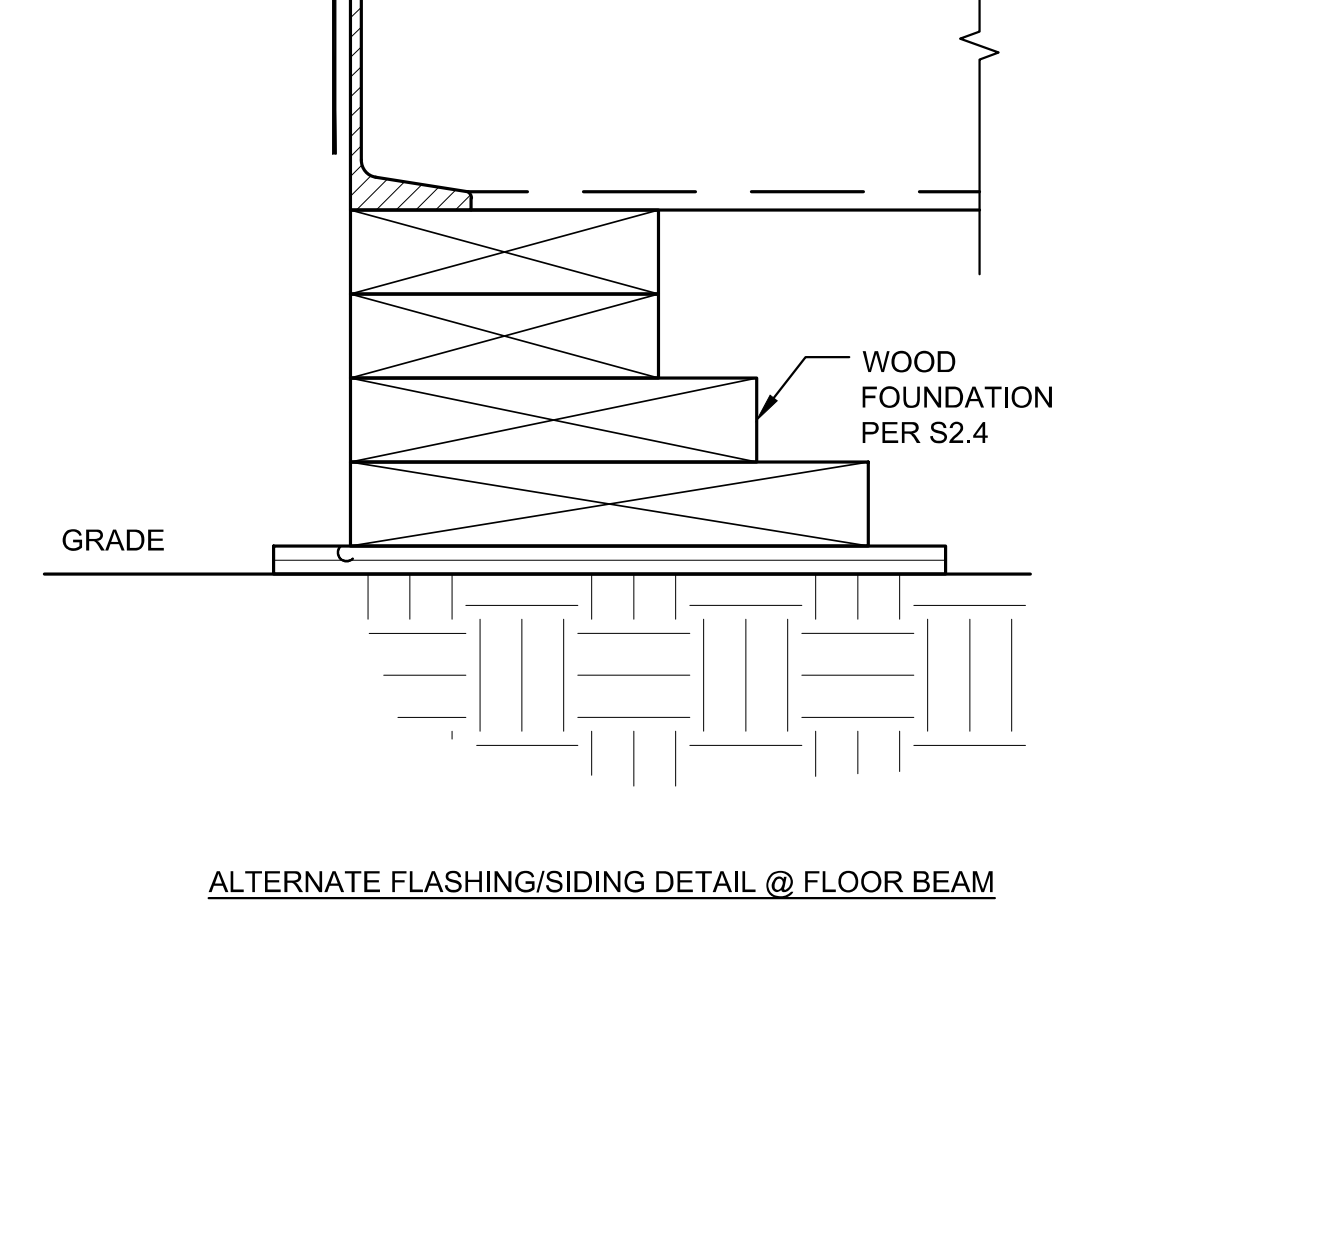 WOOD
FOUNDATION
PER S2.4
GRADE
ALTERNATE FLASHING/SIDING DETAIL @ FLOOR BEAM